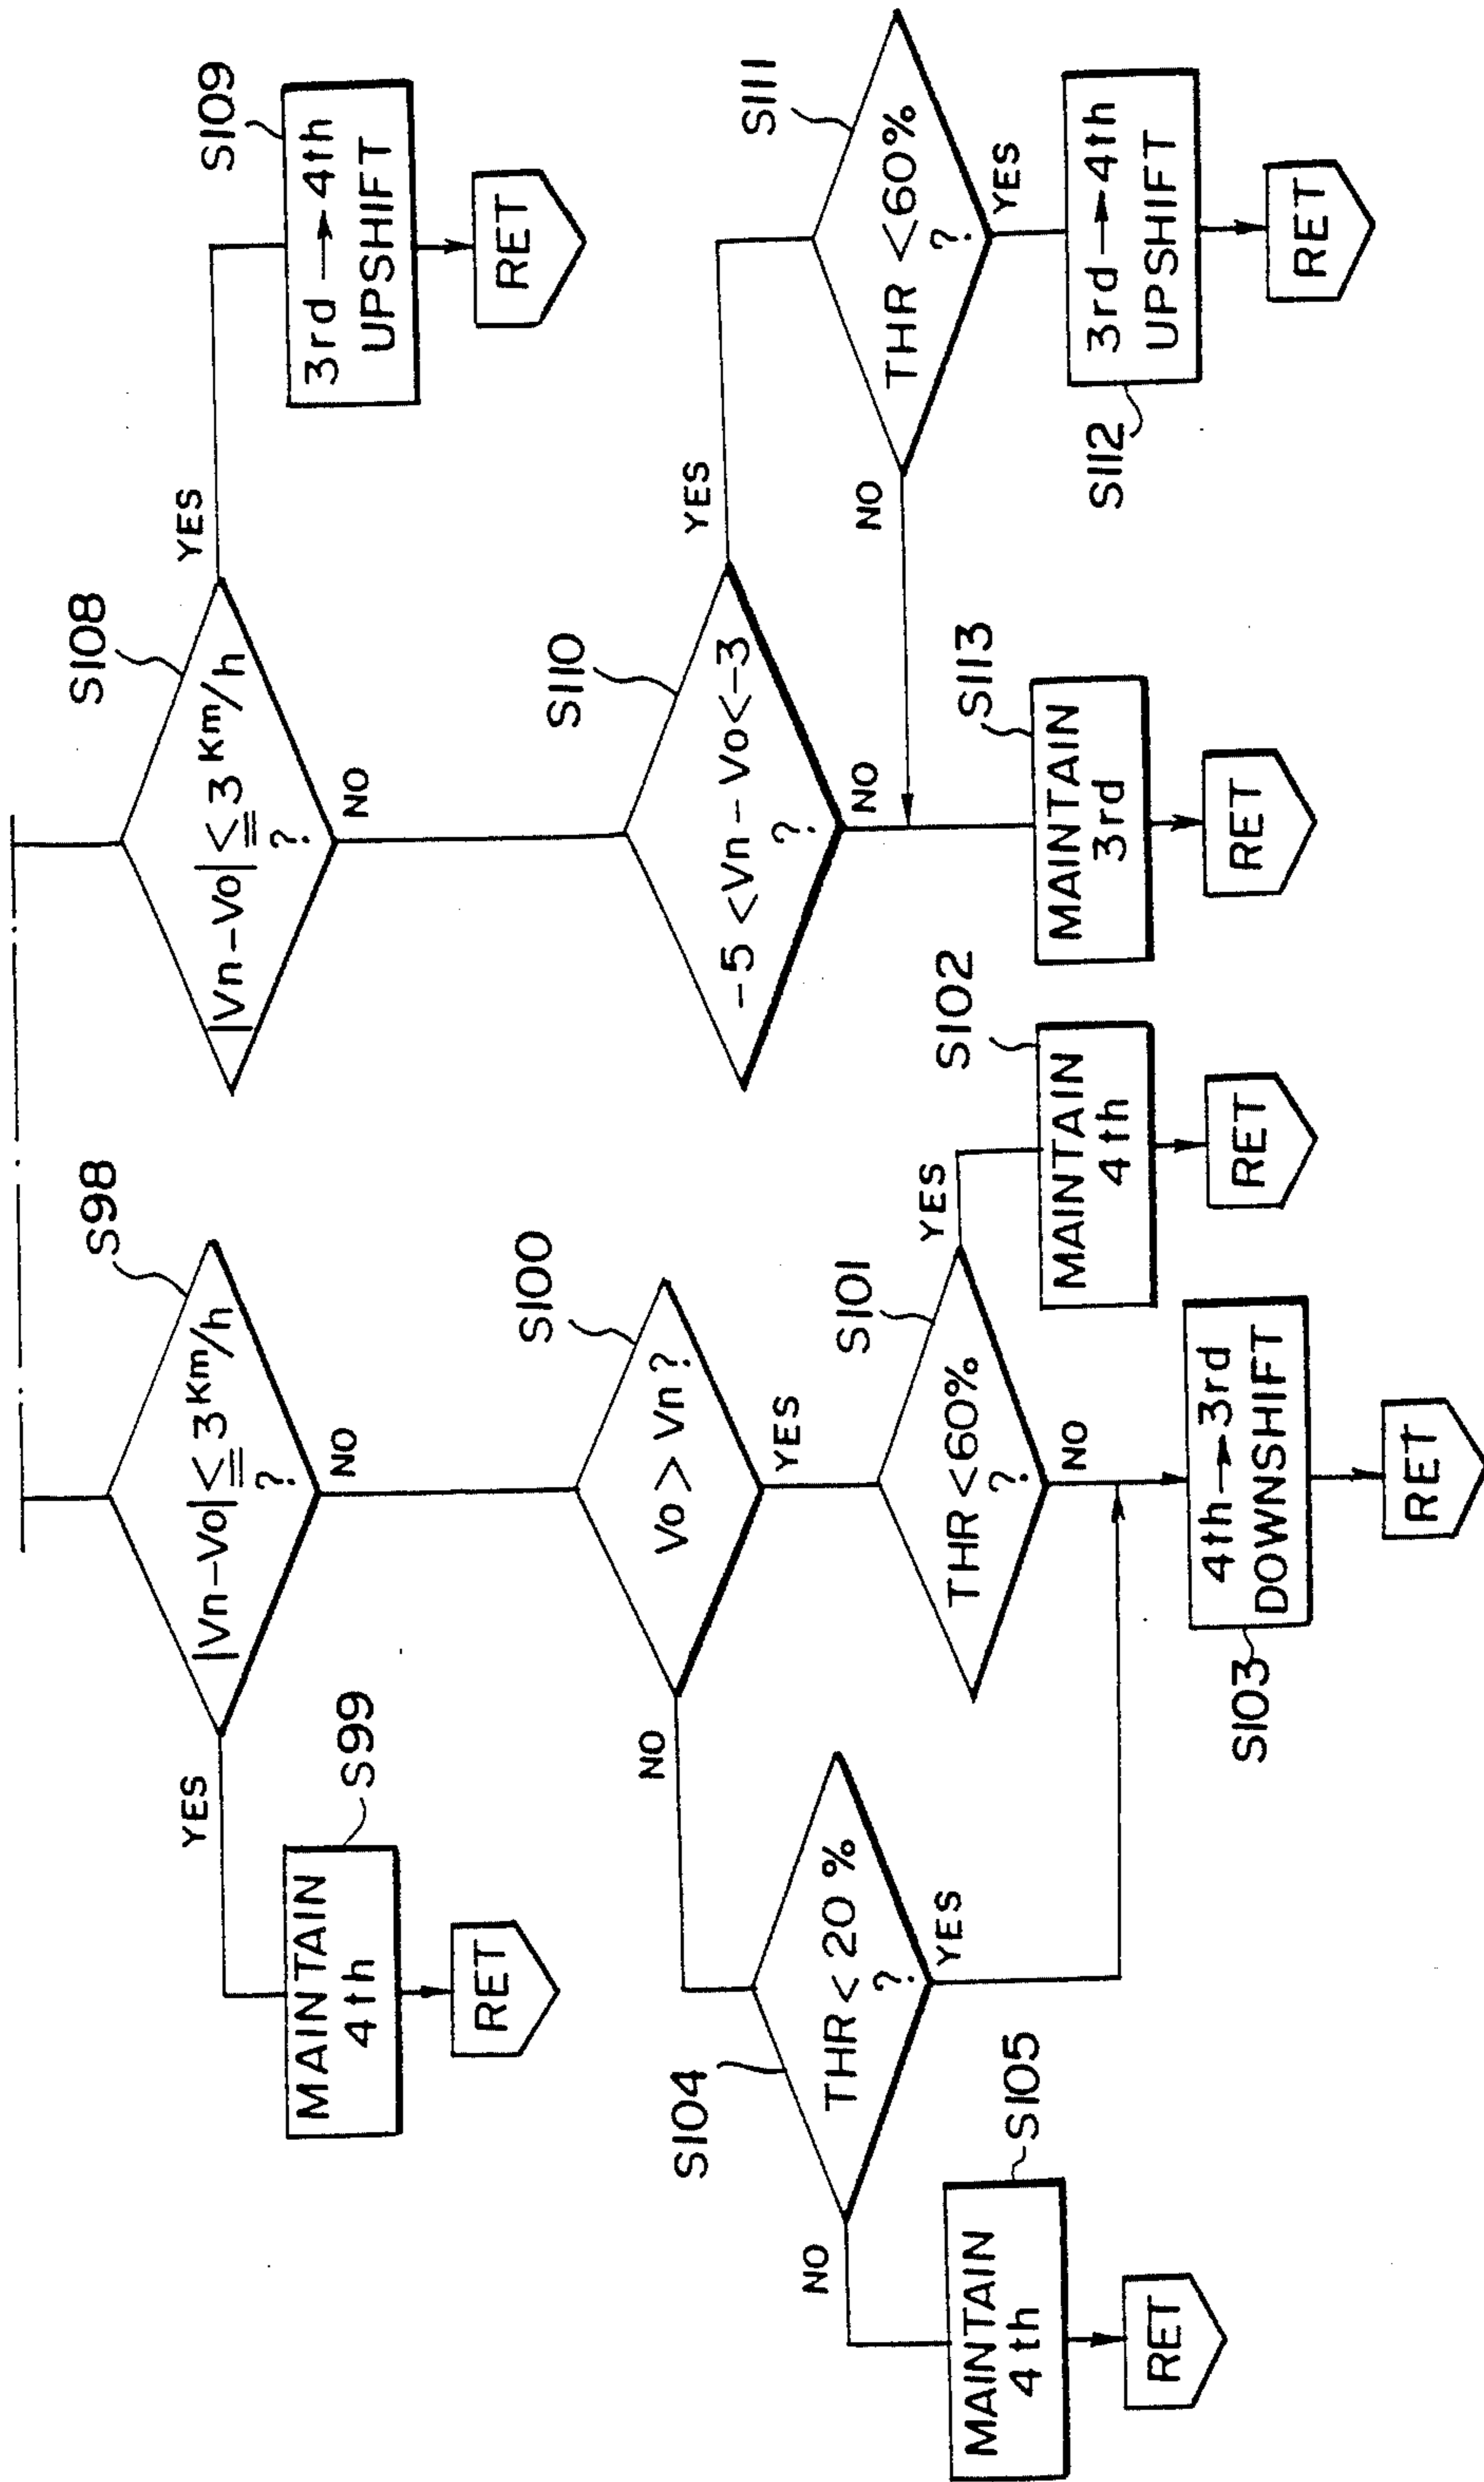 S98
|Vn-Vo| ≦ 3 Km/h
?
YES
NO
S99
MAINTAIN
4th
RET
S100
Vo > Vn ?
NO
YES
S104
THR < 20 %
?
NO
YES
S105
MAINTAIN
4th
RET
S101
THR < 60%
?
YES
NO
S102
MAINTAIN
4th
RET
S103
4th → 3rd
DOWNSHIFT
RET
S108
|Vn-Vo| ≦ 3 Km/h
?
YES
NO
S109
3rd → 4th
UPSHIFT
RET
S110
-5 < Vn - Vo < -3
?
YES
NO
S111
THR < 60%
?
NO
YES
S112
3rd → 4th
UPSHIFT
RET
S113
MAINTAIN
3rd
RET